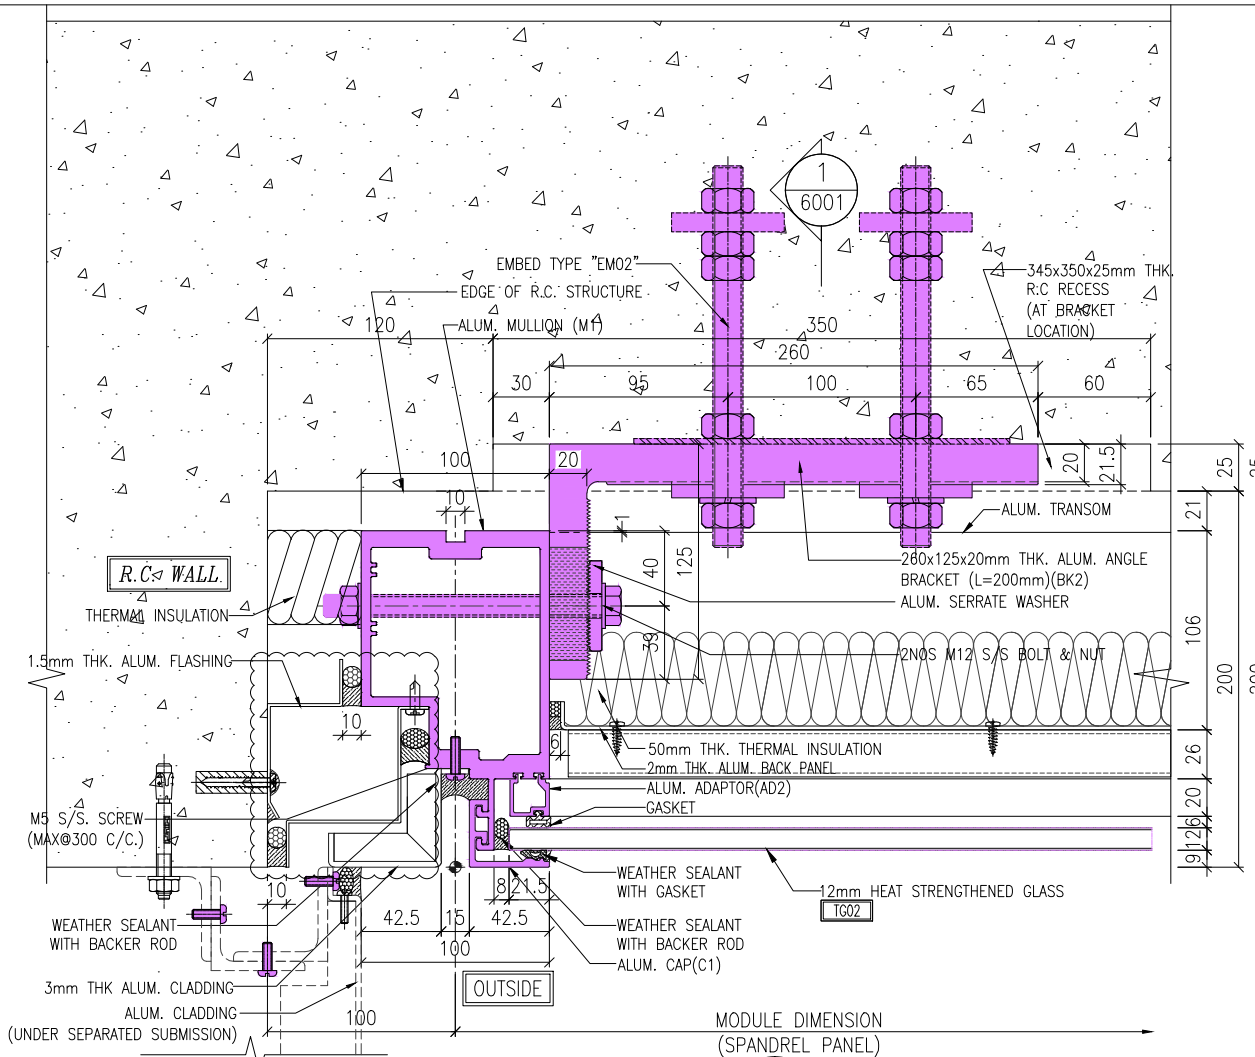 1
6001
EMBED TYPE "EM02"
EDGE OF R.C. STRUCTURE
ALUM. MULLION (M1)
345x350x25mm THK.
R.C RECESS
(AT BRACKET
LOCATION)
120
350
260
30
95
100
65
60
100
20
10
20
21.5
25
25
21
1
40
125
39
ALUM. TRANSOM
260x125x20mm THK. ALUM. ANGLE
BRACKET (L=200mm)(BK2)
ALUM. SERRATE WASHER
2NOS M12 S/S BOLT & NUT
R.C. WALL
THERMAL INSULATION
1.5mm THK. ALUM. FLASHING
106
200
10
6
50mm THK. THERMAL INSULATION
2mm THK. ALUM. BACK PANEL
ALUM. ADAPTOR(AD2)
GASKET
26
20
6
12
9
M5 S/S. SCREW
(MAX@300 C/C.)
WEATHER SEALANT
WITH GASKET
12mm HEAT STRENGTHENED GLASS
TG02
10
8
21.5
42.5
15
42.5
100
WEATHER SEALANT
WITH BACKER ROD
WEATHER SEALANT
WITH BACKER ROD
ALUM. CAP(C1)
3mm THK ALUM. CLADDING
OUTSIDE
ALUM. CLADDING
(UNDER SEPARATED SUBMISSION)
100
MODULE DIMENSION
(SPANDREL PANEL)